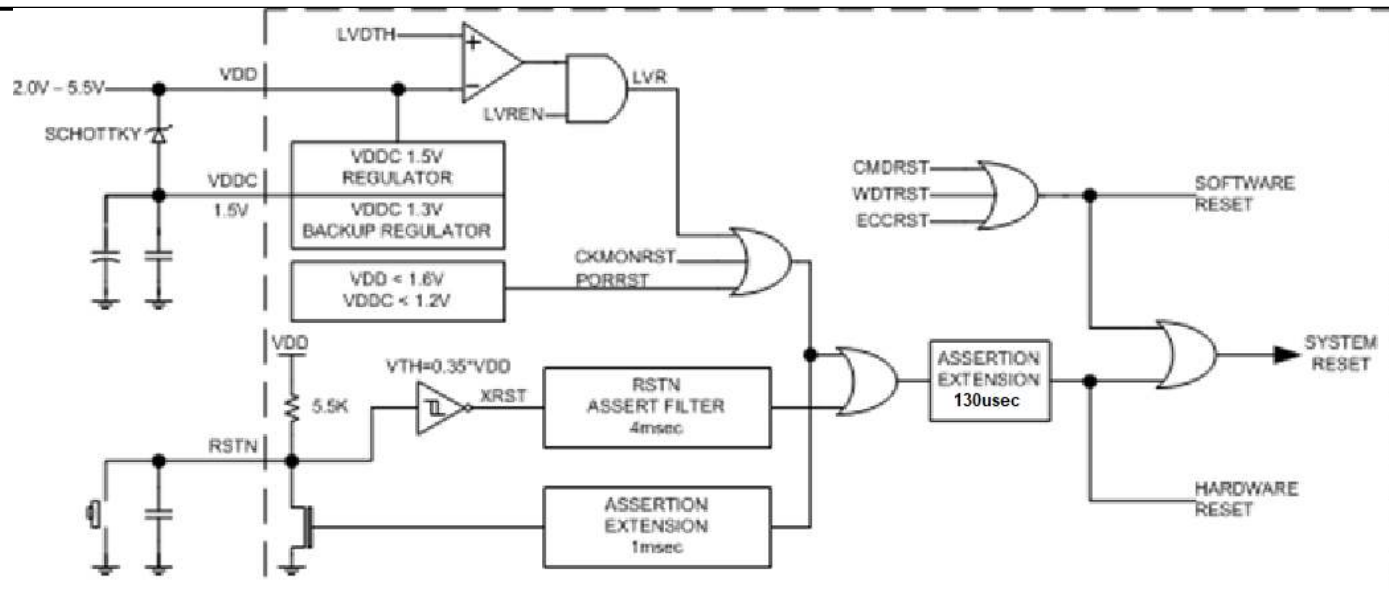 LVDTH
VDD
2.0V – 5.5V
LVR
LVREN
SCHOTTKY
VDDC 1.5V
REGULATOR
VDDC
1.5V
VDDC 1.3V
BACKUP REGULATOR
CMDRST
WDTRST
ECCRST
SOFTWARE
RESET
CKMONRST
PORRST
VDD < 1.6V
VDDC < 1.2V
VDD
VTH=0.35*VDD
5.5K
XRST
RSTN
ASSERT FILTER
4msec
ASSERTION
EXTENSION
130usec
SYSTEM
RESET
RSTN
ASSERTION
EXTENSION
1msec
HARDWARE
RESET